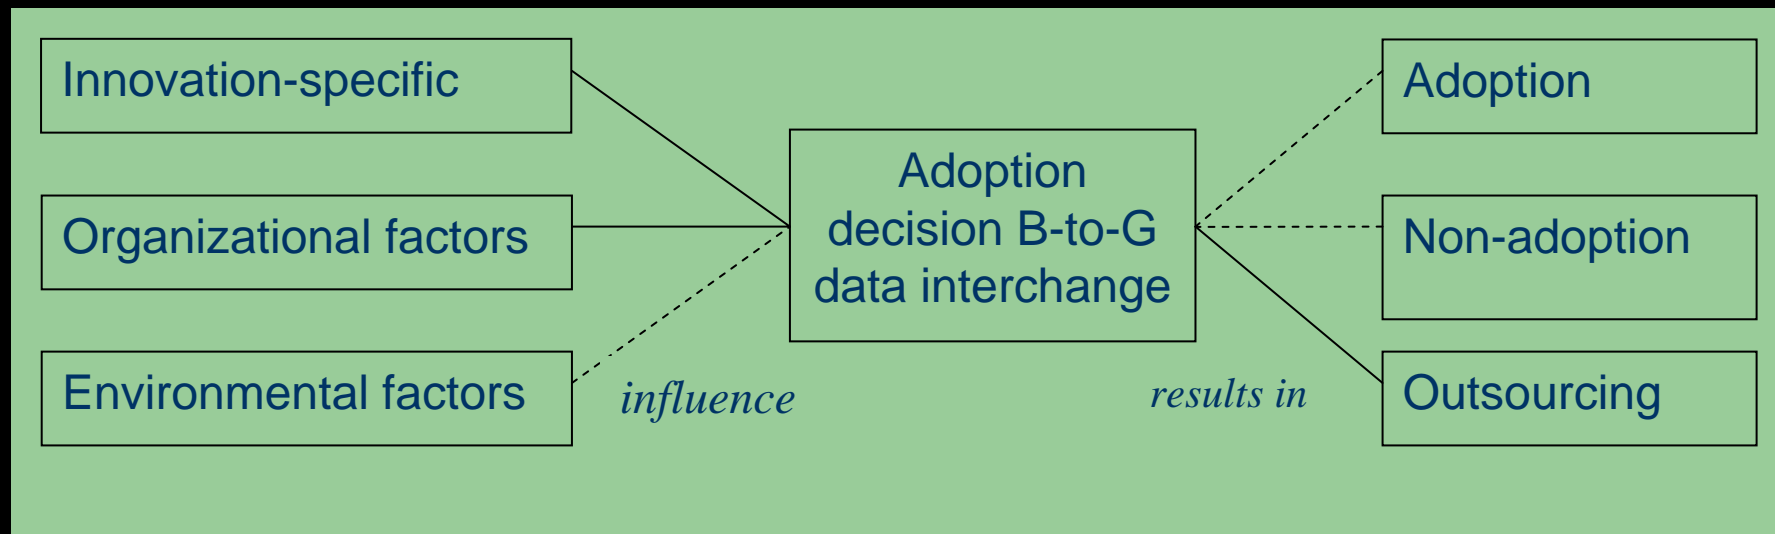 Innovation-specific
Organizational factors
Environmental factors
influence
Adoption
decision B-to-G
data interchange
results in
Adoption
Non-adoption
Outsourcing